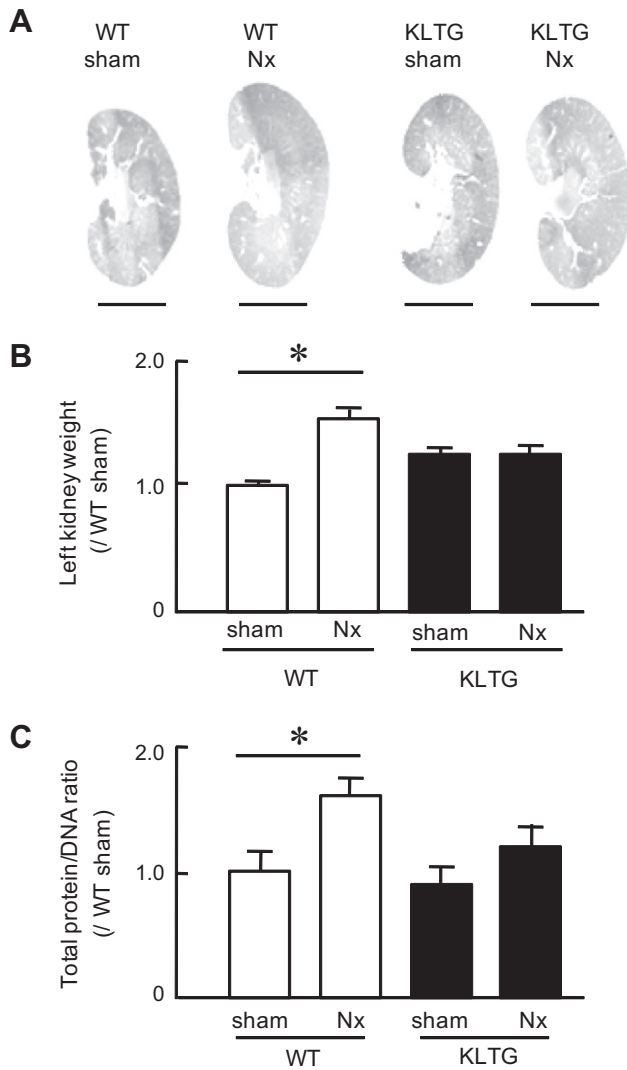 A
WT
sham
WT
Nx
KLTG
sham
KLTG
Nx
B
Left kidney weight
(/ WT sham)
2.0
1.0
0
*
sham
Nx
sham
Nx
WT
KLTG
C
Total protein/DNA ratio
(/ WT sham)
2.0
1.0
0
*
sham
Nx
sham
Nx
WT
KLTG